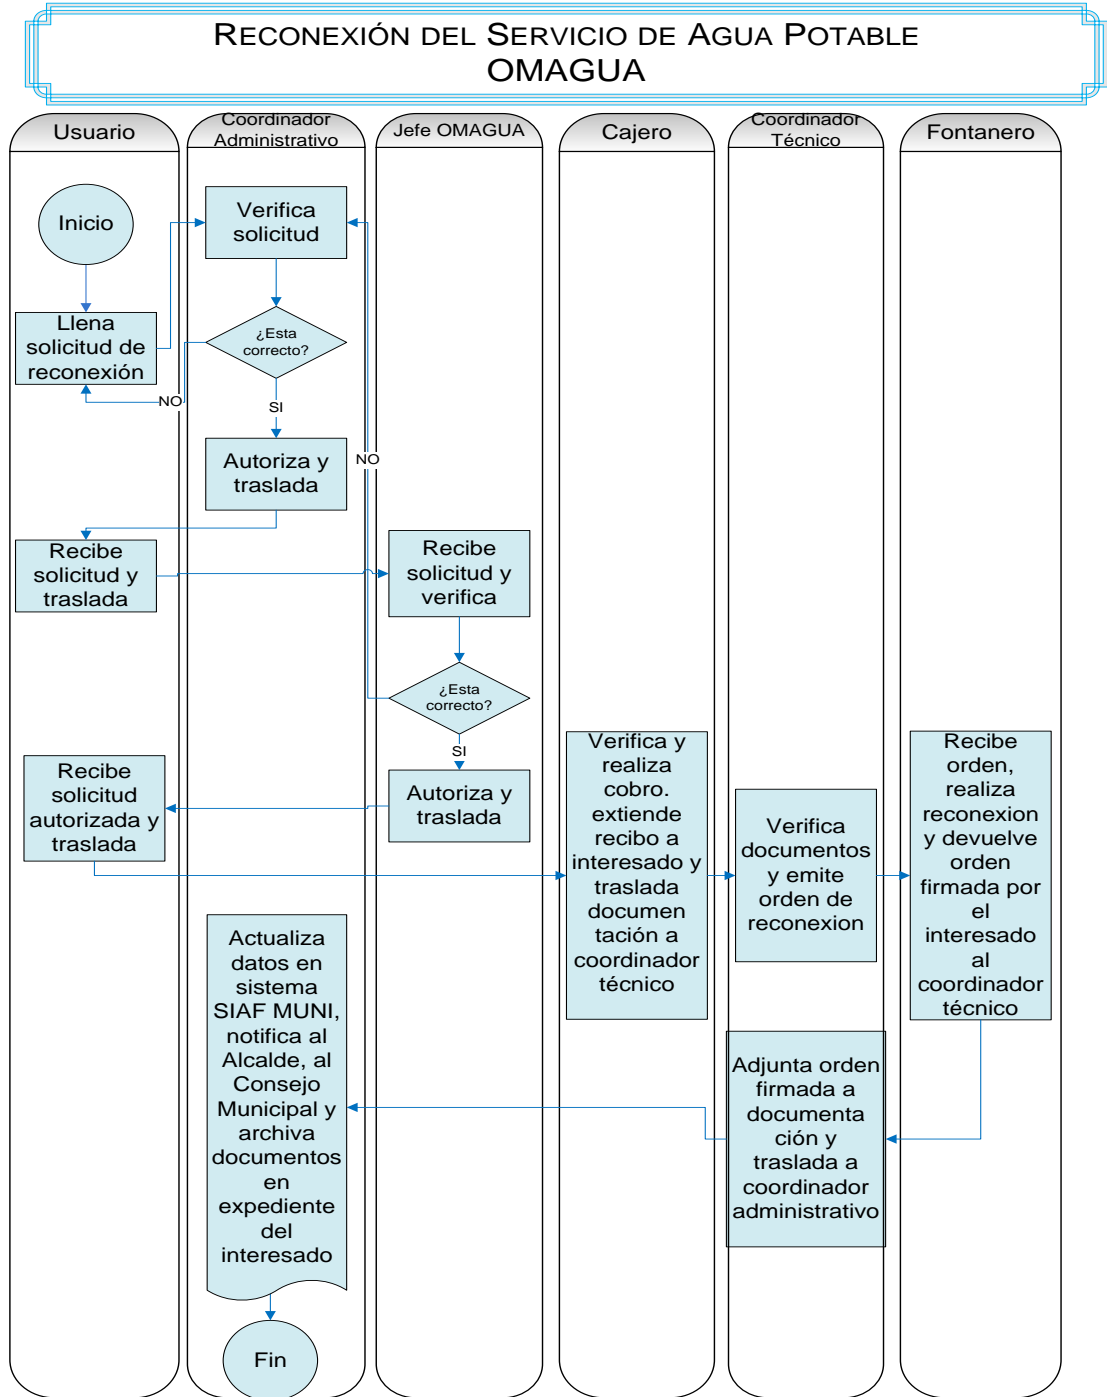 RECONEXIÓN DEL SERVICIO DE AGUA POTABLE
OMAGUA
Usuario
Coordinador
Administrativo
Jefe OMAGUA
Cajero
Coordinador
Técnico
Fontanero
Inicio
Verifica
solicitud
Llena
solicitud de
reconexión
¿Esta
correcto?
NO
SI
Autoriza y
traslada
NO
Recibe
solicitud y
traslada
Recibe
solicitud y
verifica
¿Esta
correcto?
SI
Autoriza y
traslada
Recibe
solicitud
autorizada y
traslada
Verifica y
realiza
cobro.
extiende
recibo a
interesado y
traslada
documen
tación a
coordinador
técnico
Verifica
documentos
y emite
orden de
reconexion
Recibe
orden,
realiza
reconexion
y devuelve
orden
firmada por
el
interesado
al
coordinador
técnico
Adjunta orden
firmada a
documenta
ción y
traslada a
coordinador
administrativo
Actualiza
datos en
sistema
SIAF MUNI,
notifica al
Alcalde, al
Consejo
Municipal y
archiva
documentos
en
expediente
del
interesado
Fin